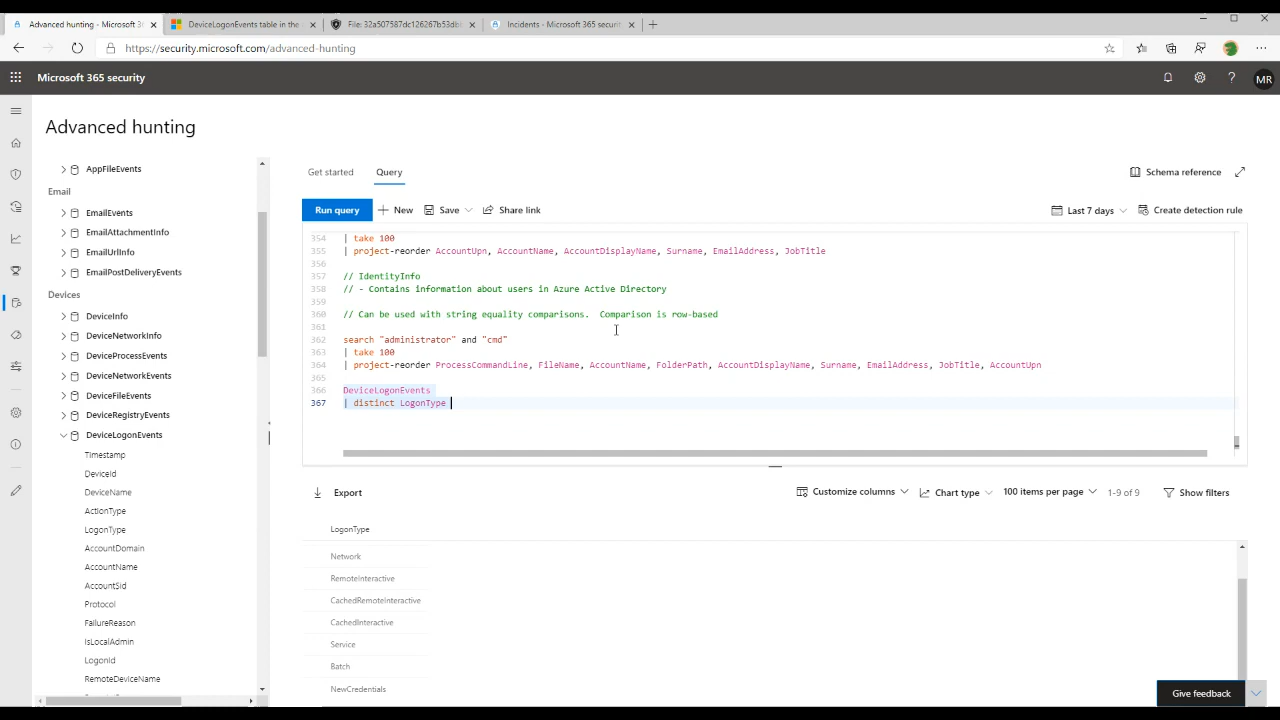 Advanced hunting - Microsoft 36
DeviceLogonEvents table in the
File: 32a507587dc126267b53db
Incidents - Microsoft 365 securit
https://security.microsoft.com/advanced-hunting
Microsoft 365 security
MR
Advanced hunting
AppFileEvents
Email
EmailEvents
EmailAttachmentInfo
EmailUrlInfo
EmailPostDeliveryEvents
Devices
DeviceInfo
DeviceNetworkInfo
DeviceProcessEvents
DeviceNetworkEvents
DeviceFileEvents
DeviceRegistryEvents
DeviceLogonEvents
Timestamp
DeviceId
DeviceName
ActionType
LogonType
AccountDomain
AccountName
AccountSid
Protocol
FailureReason
IsLocalAdmin
LogonId
RemoteDeviceName
Get started
Query
Schema reference
Run query
New
Save
Share link
Last 7 days
Create detection rule
354 | take 100
355 | project-reorder AccountUpn, AccountName, AccountDisplayName, Surname, EmailAddress, JobTitle
356
357 // IdentityInfo
358 // - Contains information about users in Azure Active Directory
359
360 // Can be used with string equality comparisons.  Comparison is row-based
361
362 search "administrator" and "cmd"
363 | take 100
364 | project-reorder ProcessCommandLine, FileName, AccountName, FolderPath, AccountDisplayName, Surname, EmailAddress, JobTitle, AccountUpn
365
366 DeviceLogonEvents
367 | distinct LogonType
Export
Customize columns
Chart type
100 items per page
1-9 of 9
Show filters
LogonType
Network
RemoteInteractive
CachedRemoteInteractive
CachedInteractive
Service
Batch
NewCredentials
Give feedback